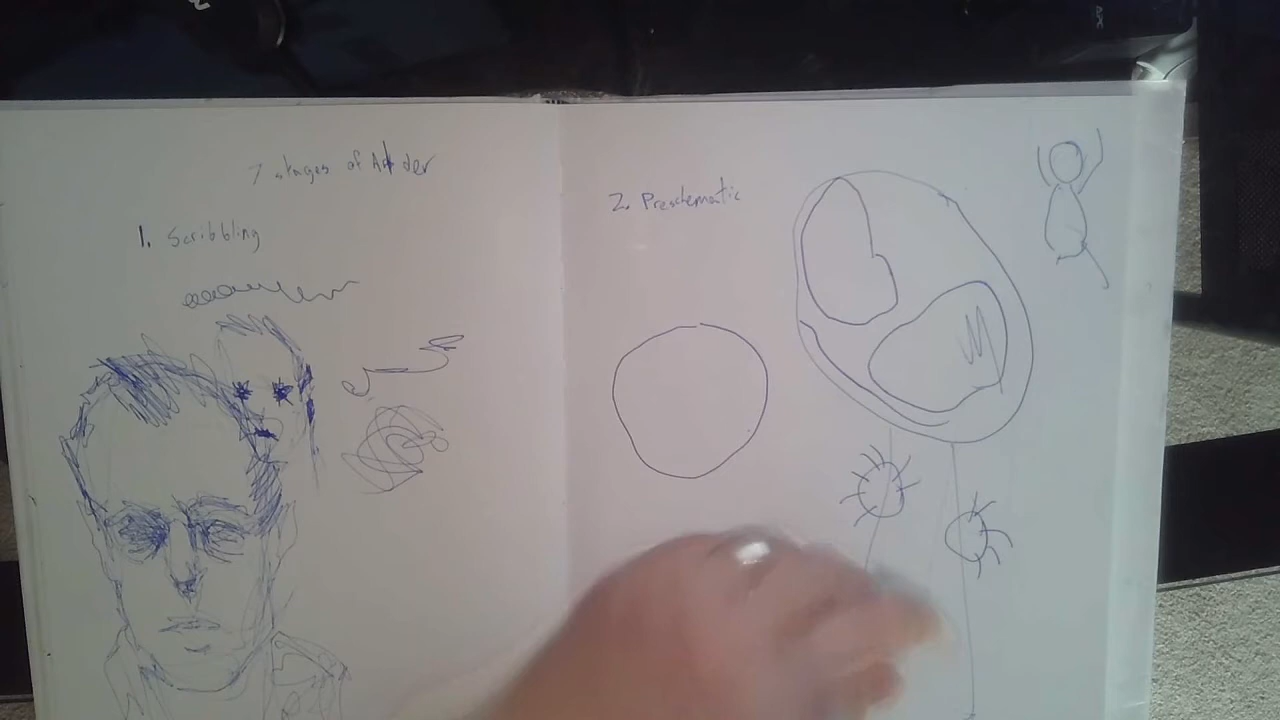 7 stages of Art dev
1. Scribbling
2. Preschematic